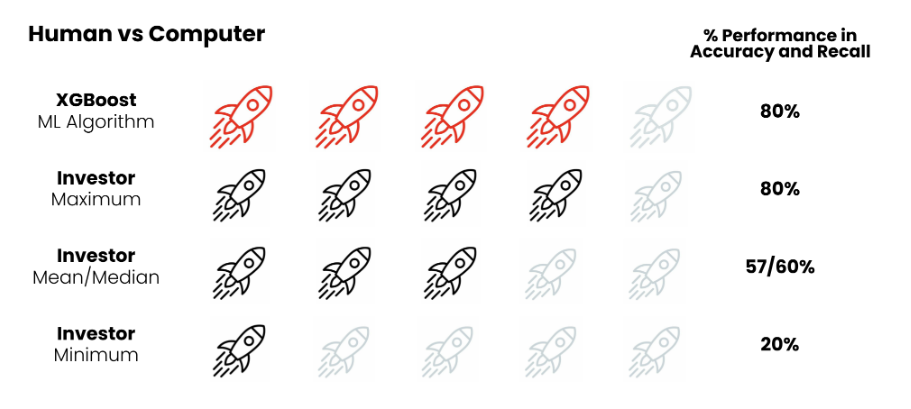 Human vs Computer
% Performance in
Accuracy and Recall
XGBoost
ML Algorithm
80%
Investor
Maximum
80%
Investor
Mean/Median
57/60%
Investor
Minimum
20%